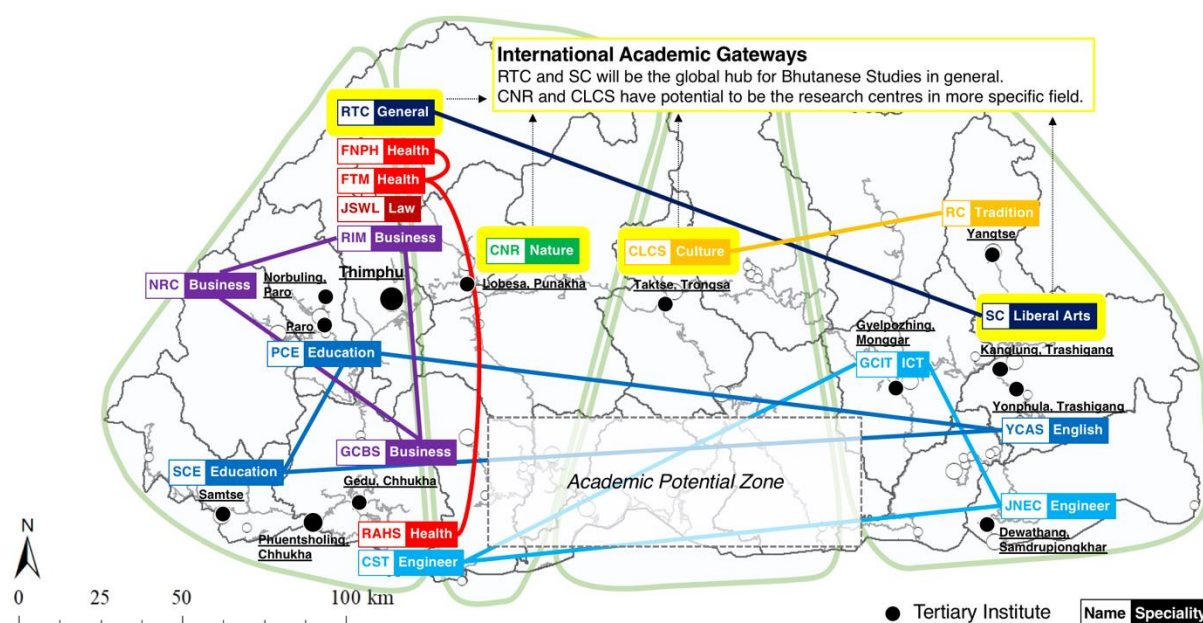 International Academic Gateways
RTC and SC will be the global hub for Bhutanese Studies in general.
CNR and CLCS have potential to be the research centres in more specific field.
RTC General
FNPH Health
FTM Health
JSWL Law
RIM Business
NRC Business
Norbuling,
Paro
Thimphu
Paro
PCE Education
CNR Nature
Lobesa, Punakha
CLCS Culture
Taktse, Trongsa
RC Tradition
Yangtse
SC Liberal Arts
Kanglung, Trashigang
Gyelpozhing,
Monggar
GCIT ICT
Yonphula, Trashigang
YCAS English
GCBS Business
Gedu, Chhukha
SCE Education
Samtse
Phuentsholing,
Chhukha
RAHS Health
CST Engineer
Academic Potential Zone
JNEC Engineer
Dewathang,
Samdrupjongkhar
N
0 25 50 100 km
Tertiary Institute
Name Speciality